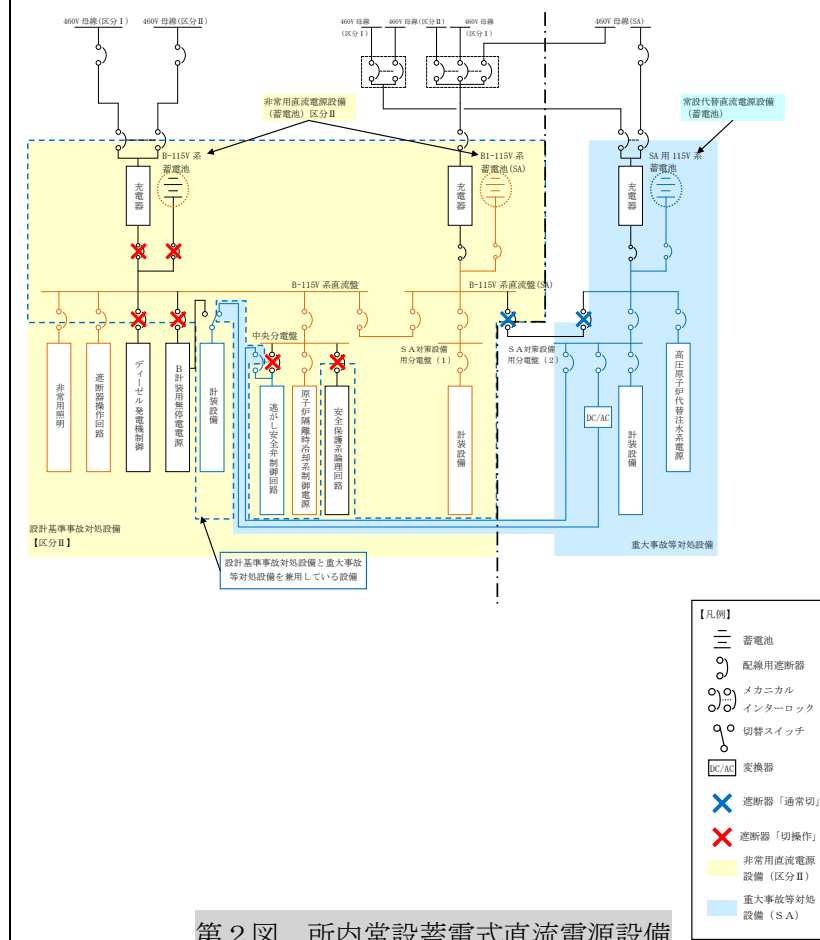 460V 母線(区分Ⅰ)
460V 母線(区分Ⅱ)
460V 母線
(区分Ⅰ)
460V 母線(区分Ⅱ)
460V 母線
(区分Ⅰ)
460V 母線(SA)
非常用直流電源設備
(蓄電池)区分Ⅱ
常設代替直流電源設備
(蓄電池)
B-115V 系
蓄電池
B1-115V 系
蓄電池(SA)
SA 用 115V 系
蓄電池
充電器
充電器
充電器
B-115V 系直流盤
B-115V 系直流盤(SA)
中央分電盤
SA対策設備
用分電盤(1)
SA対策設備
用分電盤(2)
非常用照明
遮断器操作回路
ディーゼル発電機制御
B計装用無停電電源
計装設備
逃がし安全弁制御回路
原子炉隔離時冷却系制御電源
安全保護系論理回路
計装設備
DC/AC
計装設備
高圧原子炉代替注水系電源
設計基準事故対処設備
【区分Ⅱ】
設計基準事故対処設備と重大事故
等対処設備を兼用している設備
重大事故等対処設備
【凡例】
蓄電池
配線用遮断器
メカニカル
インターロック
切替スイッチ
DC/AC 変換器
遮断器「通常切」
遮断器「切操作」
非常用直流電源
設備(区分Ⅱ)
重大事故等対処
設備(SA)
第2図 所内常設蓄電式直流電源設備